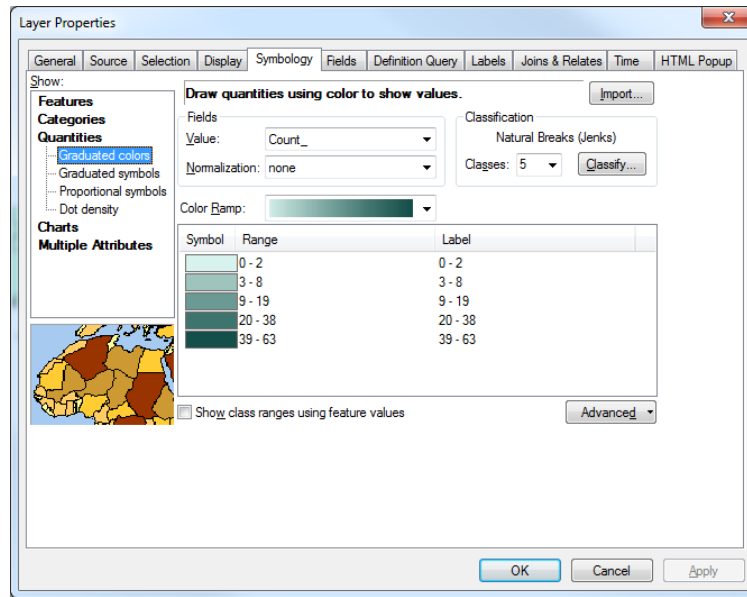 Layer Properties
General Source Selection Display Symbology Fields Definition Query Labels Joins & Relates Time HTML Popup
Show:
Features
Categories
Quantities
Graduated colors
Graduated symbols
Proportional symbols
Dot density
Charts
Multiple Attributes
Draw quantities using color to show values.
Import...
Fields
Value: Count_
Normalization: none
Classification
Natural Breaks (Jenks)
Classes: 5 Classify...
Color Ramp:
Symbol Range Label
0 - 2 0 - 2
3 - 8 3 - 8
9 - 19 9 - 19
20 - 38 20 - 38
39 - 63 39 - 63
Show class ranges using feature values
Advanced
OK Cancel Apply